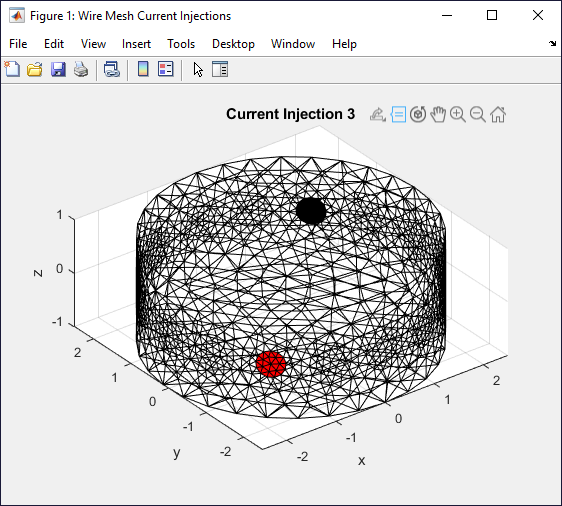 Figure 1: Wire Mesh Current Injections
File Edit View Insert Tools Desktop Window Help
Current Injection 3
1
0
-1
z
2
1
0
-1
-2
y
-2
-1
0
1
2
x